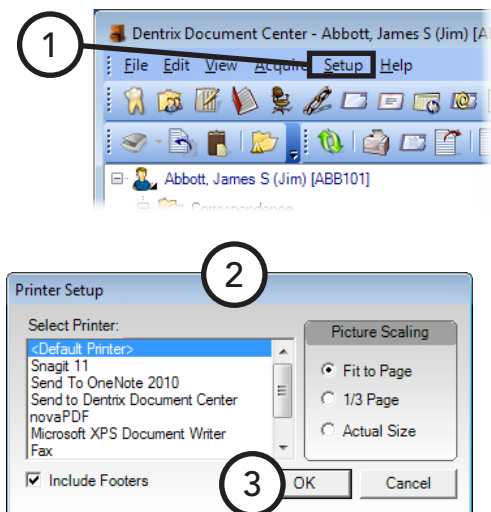 1
Dentrix Document Center - Abbott, James S (Jim) [A
File Edit View Acquire Setup Help
Abbott, James S (Jim) [ABB101]
Correspondence
2
Printer Setup
Select Printer:
<Default Printer>
Snagit 11
Send To OneNote 2010
Send to Dentrix Document Center
novaPDF
Microsoft XPS Document Writer
Fax
Include Footers
Picture Scaling
Fit to Page
1/3 Page
Actual Size
3
OK
Cancel